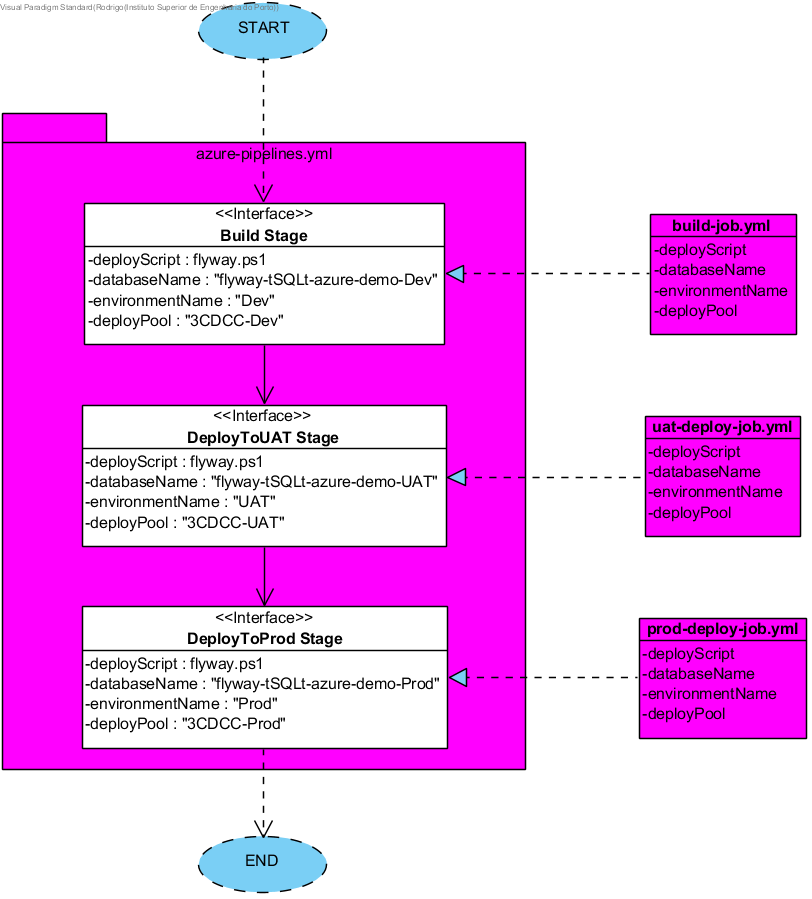 Visual Paradigm Standard(Rodrigo(Instituto Superior de Engenharia do Porto))
START
azure-pipelines.yml
<<Interface>>
Build Stage
-deployScript : flyway.ps1
-databaseName : "flyway-tSQLt-azure-demo-Dev"
-environmentName : "Dev"
-deployPool : "3CDCC-Dev"
build-job.yml
-deployScript
-databaseName
-environmentName
-deployPool
<<Interface>>
DeployToUAT Stage
-deployScript : flyway.ps1
-databaseName : "flyway-tSQLt-azure-demo-UAT"
-environmentName : "UAT"
-deployPool : "3CDCC-UAT"
uat-deploy-job.yml
-deployScript
-databaseName
-environmentName
-deployPool
<<Interface>>
DeployToProd Stage
-deployScript : flyway.ps1
-databaseName : "flyway-tSQLt-azure-demo-Prod"
-environmentName : "Prod"
-deployPool : "3CDCC-Prod"
prod-deploy-job.yml
-deployScript
-databaseName
-environmentName
-deployPool
END